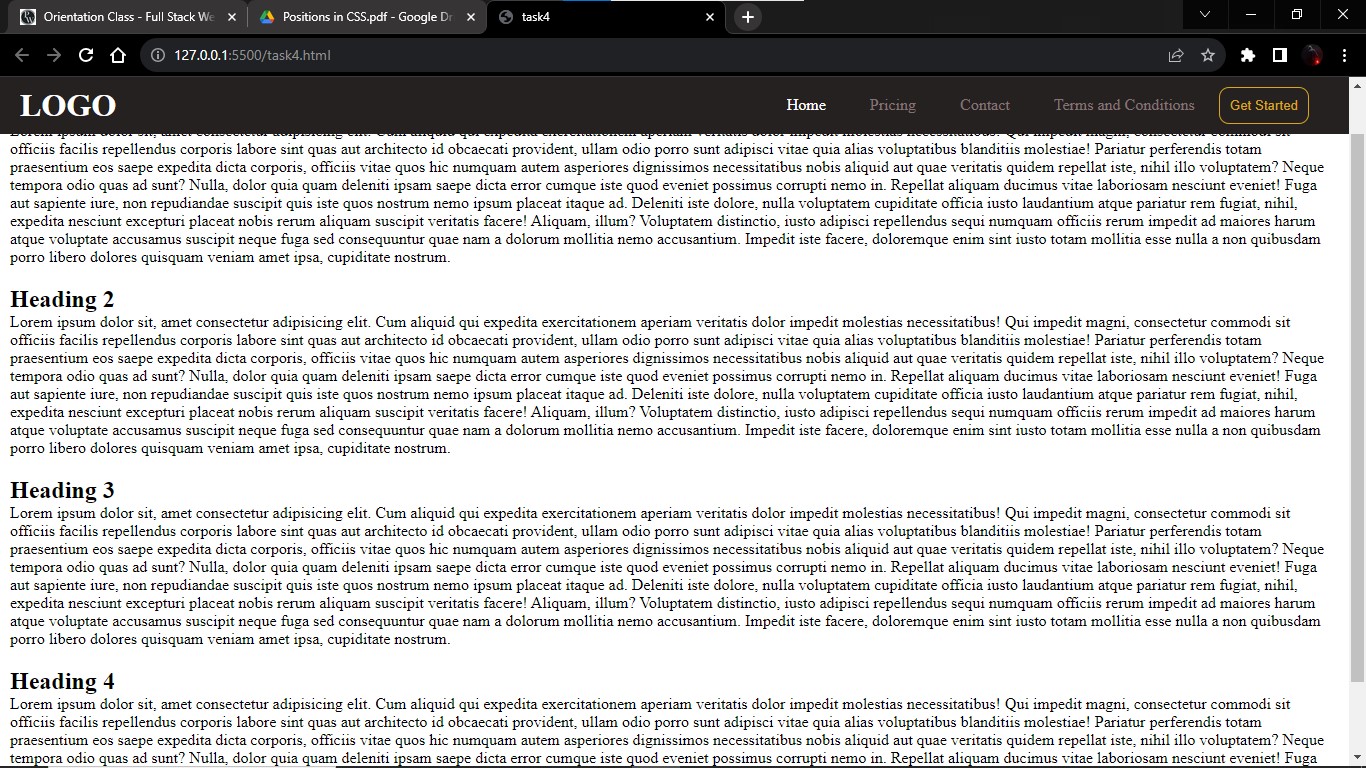 Orientation Class - Full Stack We
Positions in CSS.pdf - Google Dr
task4
127.0.0.1:5500/task4.html
LOGO
Home
Pricing
Contact
Terms and Conditions
Get Started
Lorem ipsum dolor sit, amet consectetur adipisicing elit. Cum aliquid qui expedita exercitationem aperiam veritatis dolor impedit molestias necessitatibus! Qui impedit magni, consectetur commodi sit
officiis facilis repellendus corporis labore sint quas aut architecto id obcaecati provident, ullam odio porro sunt adipisci vitae quia alias voluptatibus blanditiis molestiae! Pariatur perferendis totam
praesentium eos saepe expedita dicta corporis, officiis vitae quos hic numquam autem asperiores dignissimos necessitatibus nobis aliquid aut quae veritatis quidem repellat iste, nihil illo voluptatem? Neque
tempora odio quas ad sunt? Nulla, dolor quia quam deleniti ipsam saepe dicta error cumque iste quod eveniet possimus corrupti nemo in. Repellat aliquam ducimus vitae laboriosam nesciunt eveniet! Fuga
aut sapiente iure, non repudiandae suscipit quis iste quos nostrum nemo ipsum placeat itaque ad. Deleniti iste dolore, nulla voluptatem cupiditate officia iusto laudantium atque pariatur rem fugiat, nihil,
expedita nesciunt excepturi placeat nobis rerum aliquam suscipit veritatis facere! Aliquam, illum? Voluptatem distinctio, iusto adipisci repellendus sequi numquam officiis rerum impedit ad maiores harum
atque voluptate accusamus suscipit neque fuga sed consequuntur quae nam a dolorum mollitia nemo accusantium. Impedit iste facere, doloremque enim sint iusto totam mollitia esse nulla a non quibusdam
porro libero dolores quisquam veniam amet ipsa, cupiditate nostrum.
Heading 2
Lorem ipsum dolor sit, amet consectetur adipisicing elit. Cum aliquid qui expedita exercitationem aperiam veritatis dolor impedit molestias necessitatibus! Qui impedit magni, consectetur commodi sit
officiis facilis repellendus corporis labore sint quas aut architecto id obcaecati provident, ullam odio porro sunt adipisci vitae quia alias voluptatibus blanditiis molestiae! Pariatur perferendis totam
praesentium eos saepe expedita dicta corporis, officiis vitae quos hic numquam autem asperiores dignissimos necessitatibus nobis aliquid aut quae veritatis quidem repellat iste, nihil illo voluptatem? Neque
tempora odio quas ad sunt? Nulla, dolor quia quam deleniti ipsam saepe dicta error cumque iste quod eveniet possimus corrupti nemo in. Repellat aliquam ducimus vitae laboriosam nesciunt eveniet! Fuga
aut sapiente iure, non repudiandae suscipit quis iste quos nostrum nemo ipsum placeat itaque ad. Deleniti iste dolore, nulla voluptatem cupiditate officia iusto laudantium atque pariatur rem fugiat, nihil,
expedita nesciunt excepturi placeat nobis rerum aliquam suscipit veritatis facere! Aliquam, illum? Voluptatem distinctio, iusto adipisci repellendus sequi numquam officiis rerum impedit ad maiores harum
atque voluptate accusamus suscipit neque fuga sed consequuntur quae nam a dolorum mollitia nemo accusantium. Impedit iste facere, doloremque enim sint iusto totam mollitia esse nulla a non quibusdam
porro libero dolores quisquam veniam amet ipsa, cupiditate nostrum.
Heading 3
Lorem ipsum dolor sit, amet consectetur adipisicing elit. Cum aliquid qui expedita exercitationem aperiam veritatis dolor impedit molestias necessitatibus! Qui impedit magni, consectetur commodi sit
officiis facilis repellendus corporis labore sint quas aut architecto id obcaecati provident, ullam odio porro sunt adipisci vitae quia alias voluptatibus blanditiis molestiae! Pariatur perferendis totam
praesentium eos saepe expedita dicta corporis, officiis vitae quos hic numquam autem asperiores dignissimos necessitatibus nobis aliquid aut quae veritatis quidem repellat iste, nihil illo voluptatem? Neque
tempora odio quas ad sunt? Nulla, dolor quia quam deleniti ipsam saepe dicta error cumque iste quod eveniet possimus corrupti nemo in. Repellat aliquam ducimus vitae laboriosam nesciunt eveniet! Fuga
aut sapiente iure, non repudiandae suscipit quis iste quos nostrum nemo ipsum placeat itaque ad. Deleniti iste dolore, nulla voluptatem cupiditate officia iusto laudantium atque pariatur rem fugiat, nihil,
expedita nesciunt excepturi placeat nobis rerum aliquam suscipit veritatis facere! Aliquam, illum? Voluptatem distinctio, iusto adipisci repellendus sequi numquam officiis rerum impedit ad maiores harum
atque voluptate accusamus suscipit neque fuga sed consequuntur quae nam a dolorum mollitia nemo accusantium. Impedit iste facere, doloremque enim sint iusto totam mollitia esse nulla a non quibusdam
porro libero dolores quisquam veniam amet ipsa, cupiditate nostrum.
Heading 4
Lorem ipsum dolor sit, amet consectetur adipisicing elit. Cum aliquid qui expedita exercitationem aperiam veritatis dolor impedit molestias necessitatibus! Qui impedit magni, consectetur commodi sit
officiis facilis repellendus corporis labore sint quas aut architecto id obcaecati provident, ullam odio porro sunt adipisci vitae quia alias voluptatibus blanditiis molestiae! Pariatur perferendis totam
praesentium eos saepe expedita dicta corporis, officiis vitae quos hic numquam autem asperiores dignissimos necessitatibus nobis aliquid aut quae veritatis quidem repellat iste, nihil illo voluptatem? Neque
tempora odio quas ad sunt? Nulla, dolor quia quam deleniti ipsam saepe dicta error cumque iste quod eveniet possimus corrupti nemo in. Repellat aliquam ducimus vitae laboriosam nesciunt eveniet! Fuga